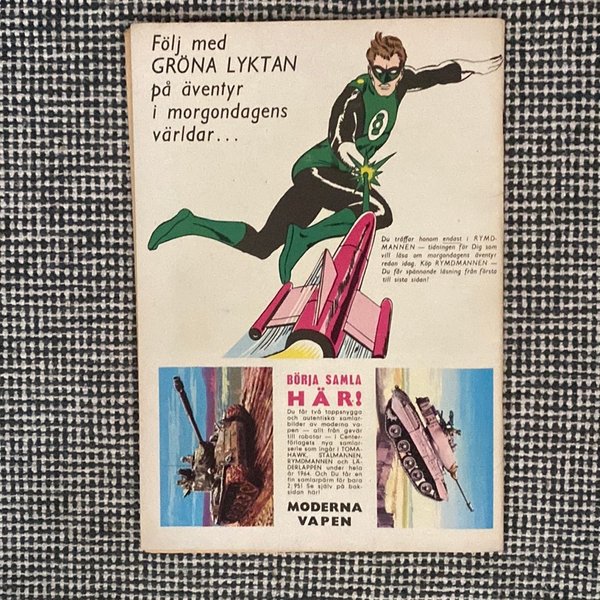 Följ med
GRÖNA LYKTAN
på äventyr
i morgondagens
världar...
Du träffar honom endast i RYMD-
MANNEN — tidningen för Dig som
vill läsa om morgondagens äventyr
redan idag. Köp RYMDMANNEN —
Du får spännande läsning från första
till sista sidan!
BÖRJA SAMLA
HÄR!
Du får två toppsnygga
och autentiska samlar-
bilder av moderna va-
pen — allt från gevär
till robotar — i Center-
förlagets nya samlar-
serie som ingår i TOMA-
HAWK, STÅLMANNEN,
RYMDMANNEN och LÄ-
DERLAPPEN under hela
år 1964. Och Du får en
fin samlarpärm för bara
2:95! Se själv på bak-
sidan här!
MODERNA
VAPEN